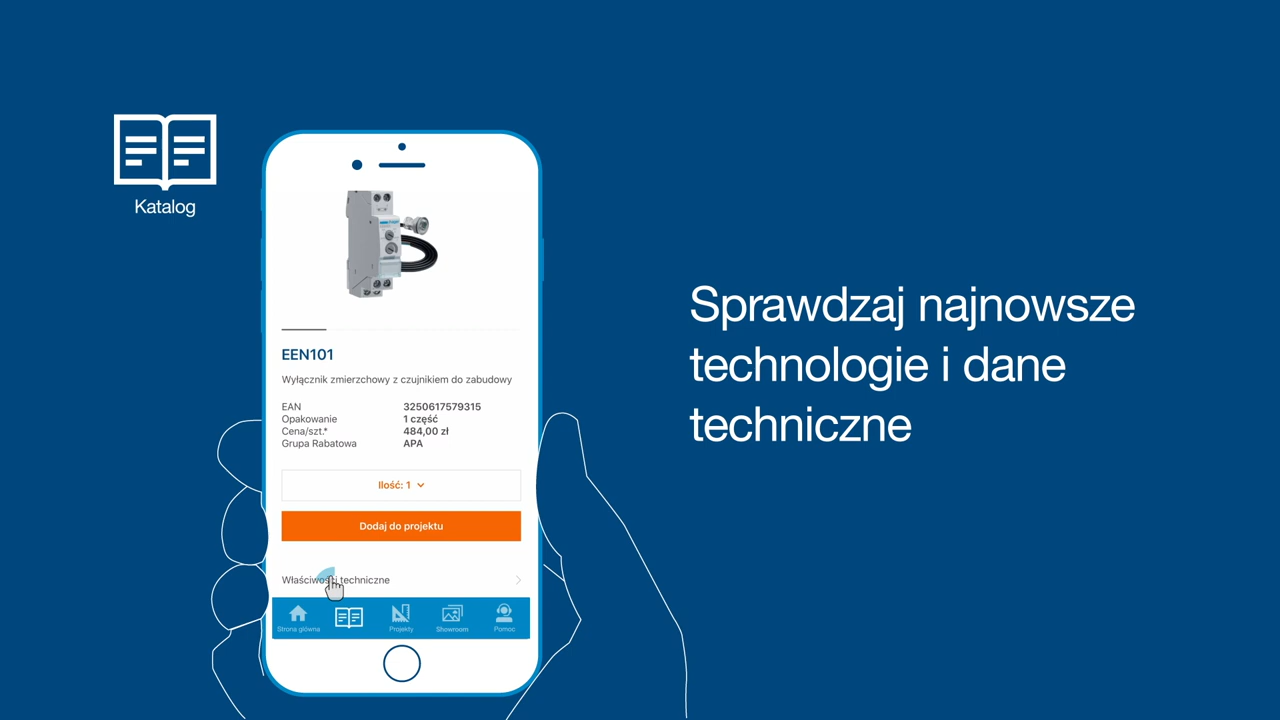 Katalog
EEN101
Wyłącznik zmierzchowy z czujnikiem do zabudowy
EAN 3250617579315
Opakowanie 1 część
Cena/szt.* 484,00 zł
Grupa Rabatowa APA
Ilość: 1
Dodaj do projektu
Właściwości techniczne
Strona główna
Projekty
Showroom
Pomoc
Sprawdzaj najnowsze
technologie i dane
techniczne